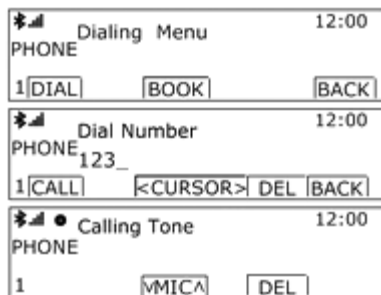 Dialing Menu 12:00
PHONE
1 DIAL BOOK BACK
Dial Number 12:00
PHONE 123_
1 CALL <CURSOR> DEL BACK
Calling Tone 12:00
PHONE
1 vMIC^ DEL